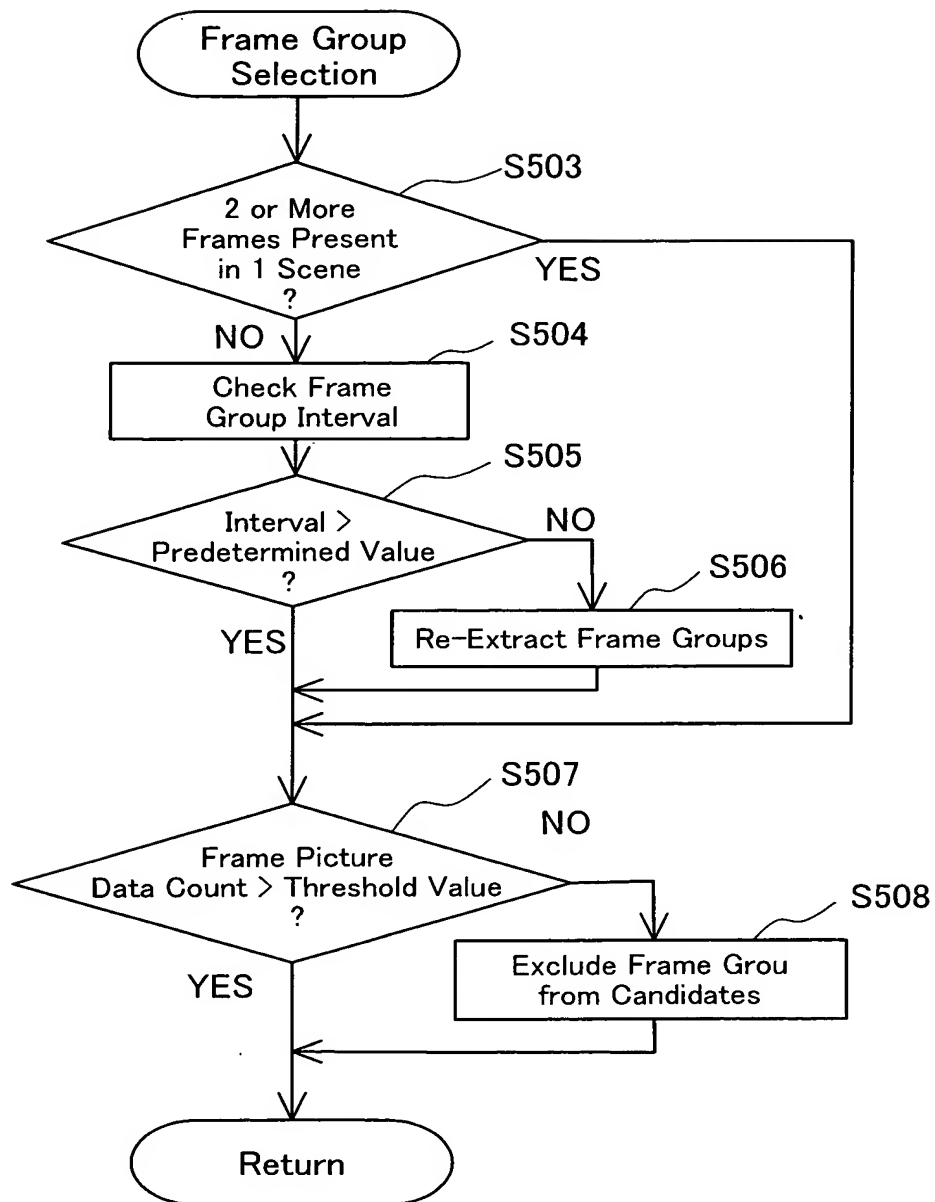 Frame Group
Selection
S503
2 or More
Frames Present
in 1 Scene
?
YES
NO
S504
Check Frame
Group Interval
S505
Interval >
Predetermined Value
?
NO
S506
YES
Re-Extract Frame Groups
S507
NO
Frame Picture
Data Count > Threshold Value
?
S508
YES
Exclude Frame Grou
from Candidates
Return